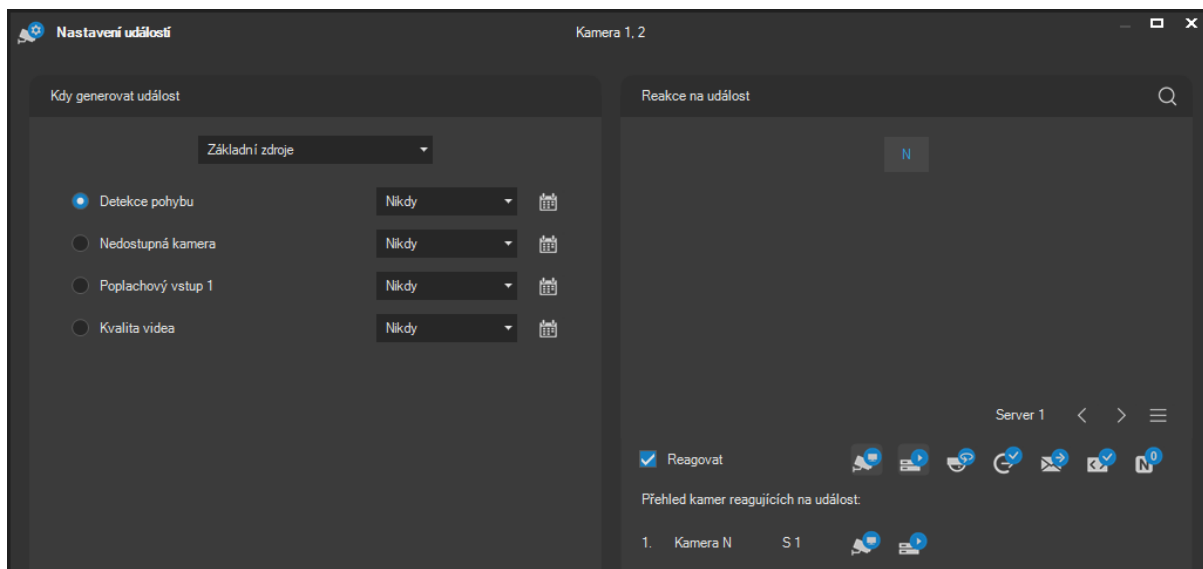 Nastavení událostí
Kamera 1, 2
Kdy generovat událost
Základní zdroje
Detekce pohybu Nikdy
Nedostupná kamera Nikdy
Poplachový vstup 1 Nikdy
Kvalita videa Nikdy
Reakce na událost
N
Server 1
Reagovat
N 0
Přehled kamer reagujících na událost:
1. Kamera N S 1